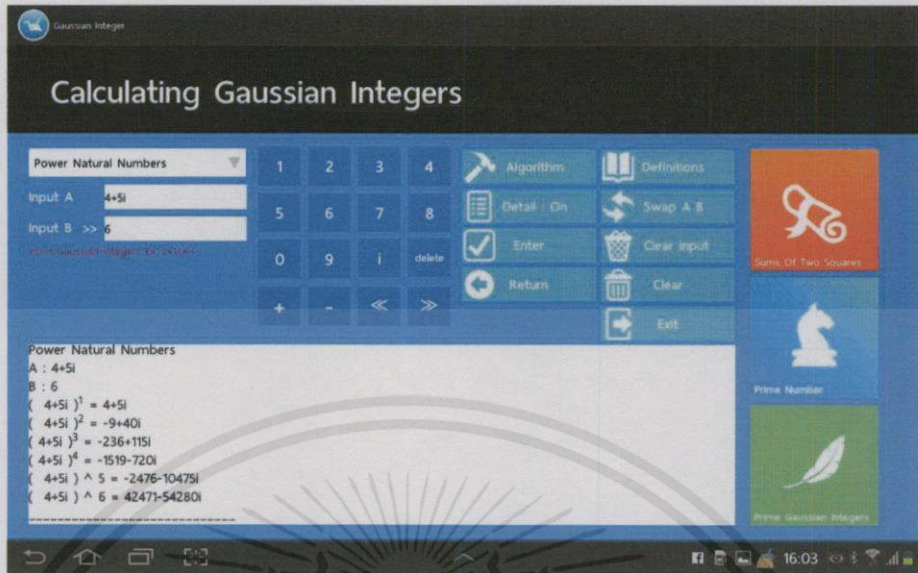 Gaussian Integer
Calculating Gaussian Integers
Power Natural Numbers
Input A 4+5i
Input B >> 6
1 2 3 4
5 6 7 8
0 9 i delete
+ - << >>
Algorithm
Detail : On
Enter
Return
Definitions
Swap A B
Clear input
Clear
Exit
Sums Of Two Squares
Prime Number
Prime Gaussian Integers
Power Natural Numbers
A : 4+5i
B : 6
( 4+5i )¹ = 4+5i
( 4+5i )² = -9+40i
( 4+5i )³ = -236+115i
( 4+5i )⁴ = -1519-720i
( 4+5i ) ^ 5 = -2476-10475i
( 4+5i ) ^ 6 = 42471-54280i
------------------------------
16:03